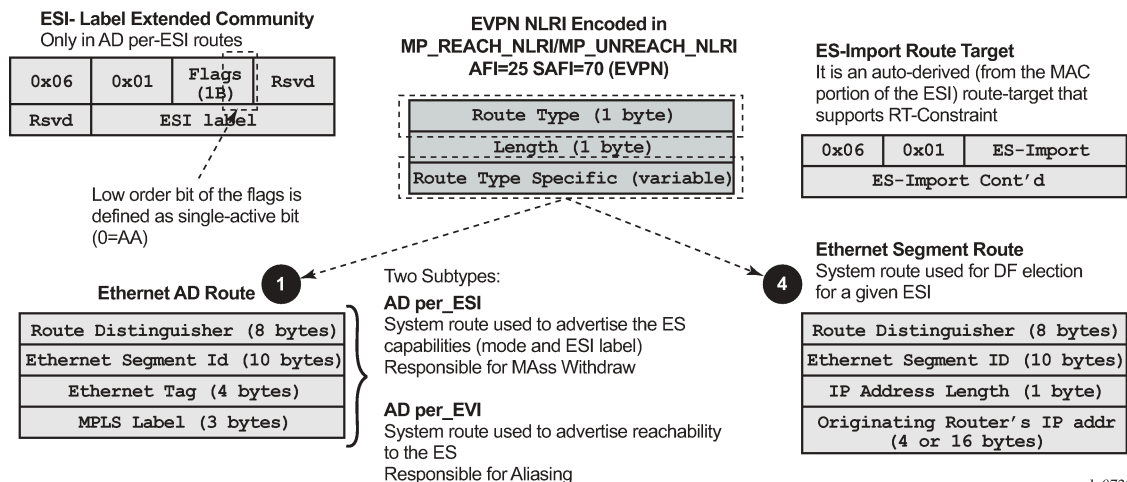 ESI- Label Extended Community
Only in AD per-ESI routes
0x06 0x01 Flags (1B) Rsvd
Rsvd ESI label
Low order bit of the flags is
defined as single-active bit
(0=AA)
EVPN NLRI Encoded in
MP_REACH_NLRI/MP_UNREACH_NLRI
AFI=25 SAFI=70 (EVPN)
Route Type (1 byte)
Length (1 byte)
Route Type Specific (variable)
ES-Import Route Target
It is an auto-derived (from the MAC
portion of the ESI) route-target that
supports RT-Constraint
0x06 0x01 ES-Import
ES-Import Cont'd
1
Ethernet AD Route
Route Distinguisher (8 bytes)
Ethernet Segment Id (10 bytes)
Ethernet Tag (4 bytes)
MPLS Label (3 bytes)
Two Subtypes:
AD per_ESI
System route used to advertise the ES
capabilities (mode and ESI label)
Responsible for MAss Withdraw
AD per_EVI
System route used to advertise reachability
to the ES
Responsible for Aliasing
4
Ethernet Segment Route
System route used for DF election
for a given ESI
Route Distinguisher (8 bytes)
Ethernet Segment ID (10 bytes)
IP Address Length (1 byte)
Originating Router's IP addr
(4 or 16 bytes)